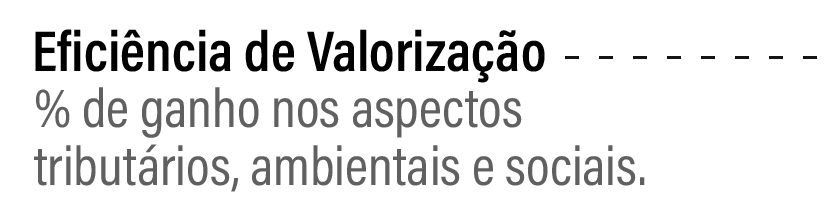 Eficiência de Valorização
% de ganho nos aspectos
tributários, ambientais e sociais.